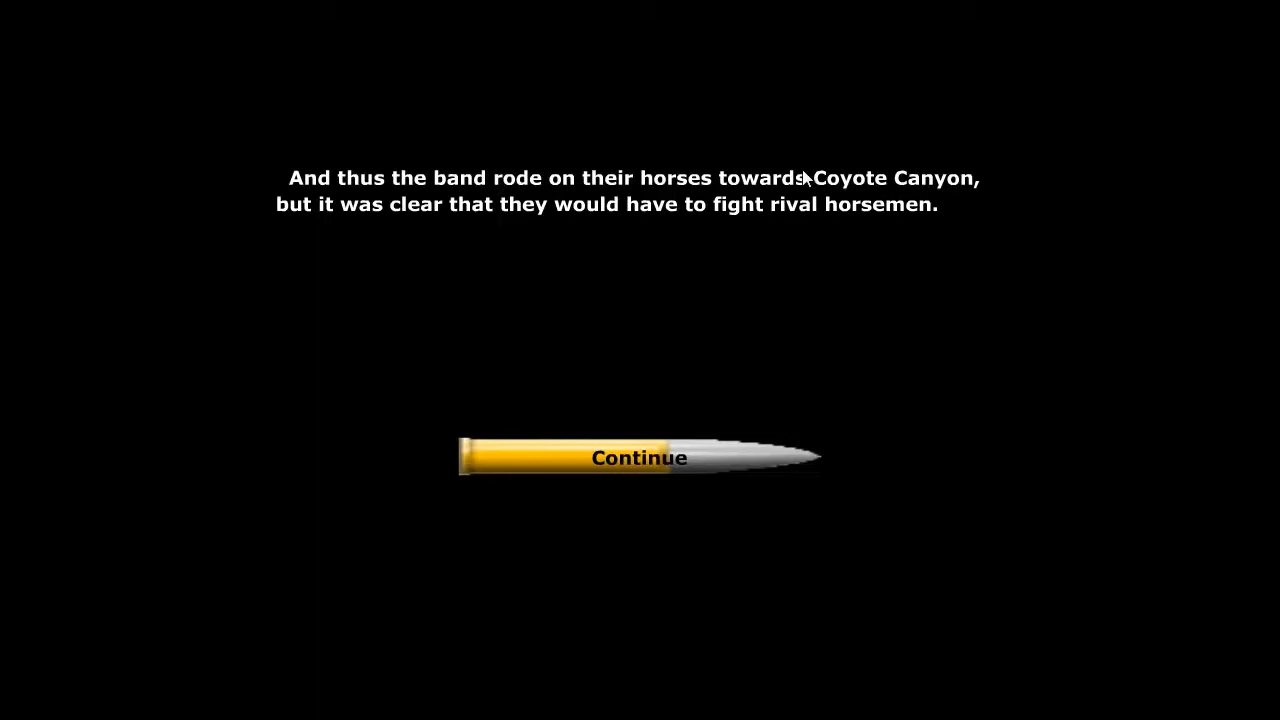 And thus the band rode on their horses towards Coyote Canyon,
but it was clear that they would have to fight rival horsemen.
Continue